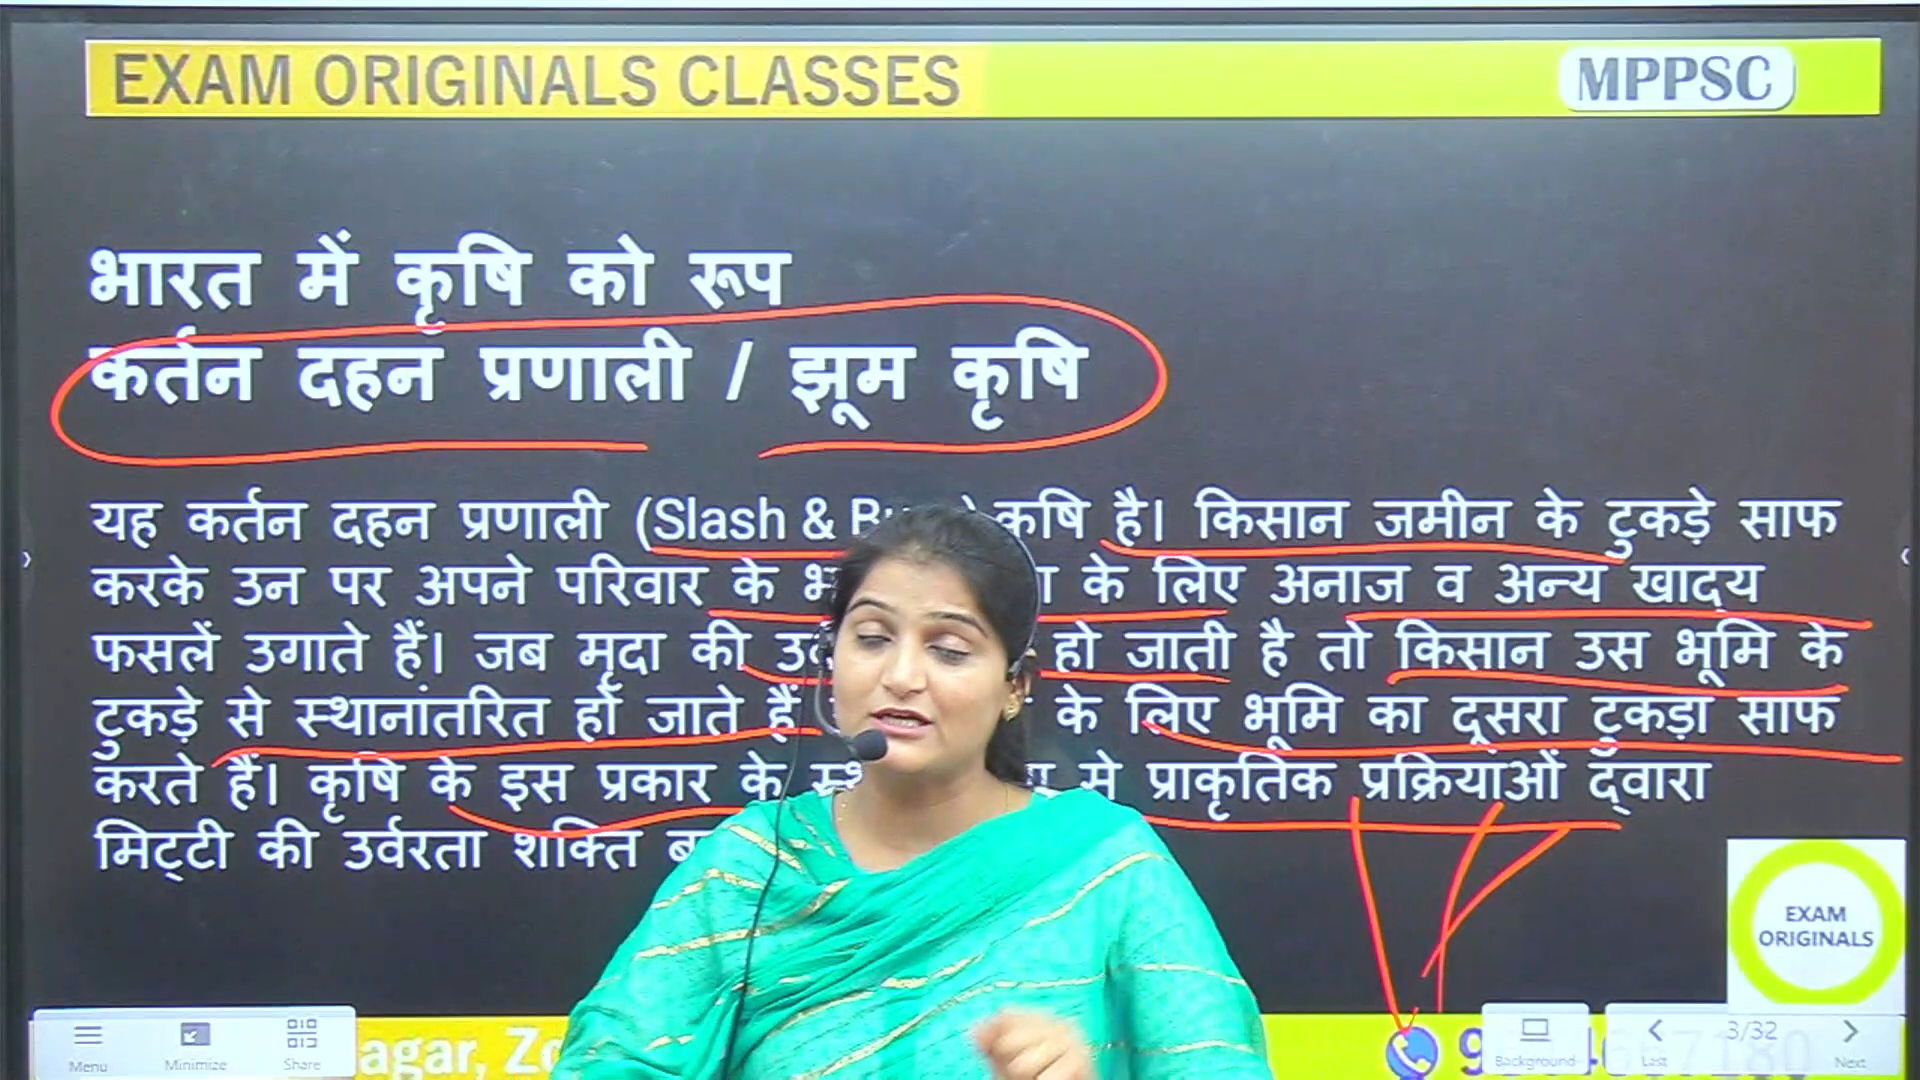 EXAM ORIGINALS CLASSES
MPPSC
भारत में कृषि को रूप
कर्तन दहन प्रणाली / झूम कृषि
यह कर्तन दहन प्रणाली (Slash & कृषि है। किसान जमीन के टुकड़े साफ
करके उन पर अपने परिवार के के लिए अनाज व अन्य खाद्य
फसलें उगाते हैं। जब मृदा की हो जाती है तो किसान उस भूमि के
टुकड़े से स्थानांतरित हो जाते हैं के लिए भूमि का दूसरा टुकड़ा साफ
करते हैं। कृषि के इस प्रकार के से प्राकृतिक प्रक्रियाओं द्वारा
मिट्टी की उर्वरता शक्ति
EXAM
ORIGINALS
Menu
Minimize
Share
Background
Last
3/32
Next